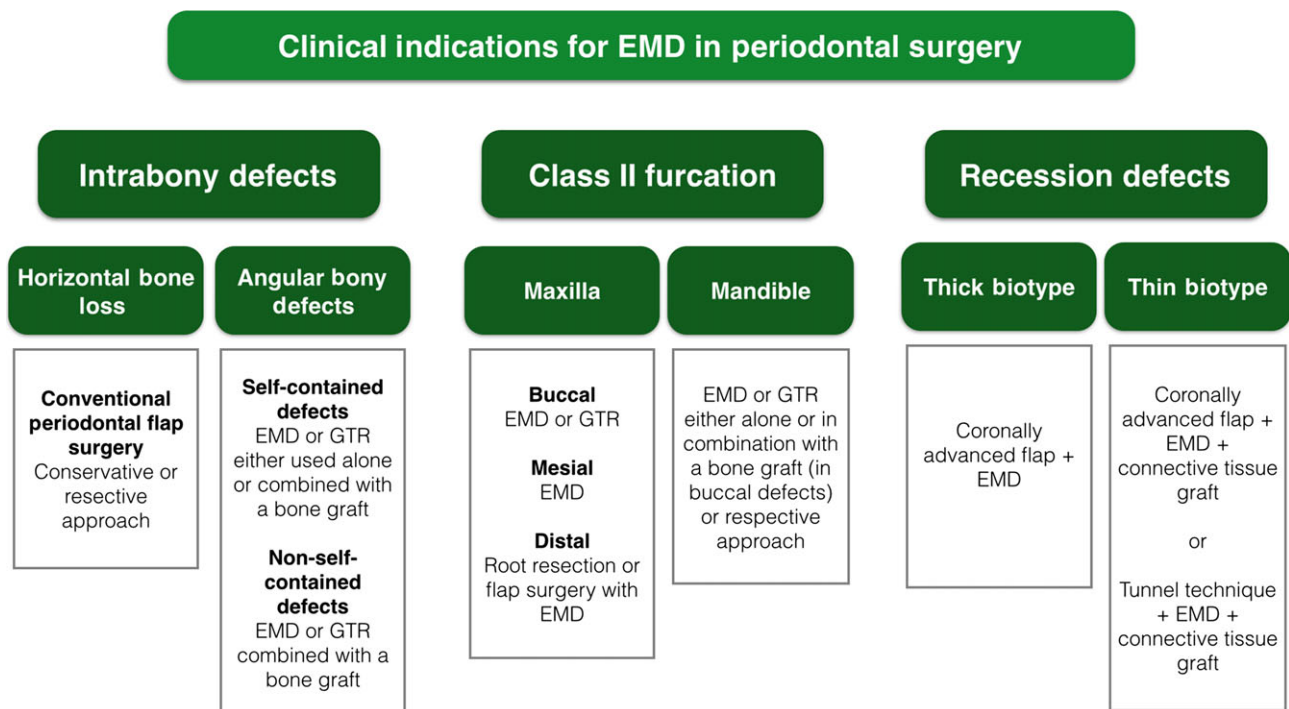 Clinical indications for EMD in periodontal surgery
Intrabony defects
Horizontal bone
loss
Conventional
periodontal flap
surgery
Conservative or
resective
approach
Angular bony
defects
Self-contained
defects
EMD or GTR
either used alone
or combined with
a bone graft
Non-self-
contained
defects
EMD or GTR
combined with a
bone graft
Class II furcation
Maxilla
Buccal
EMD or GTR
Mesial
EMD
Distal
Root resection or
flap surgery with
EMD
Mandible
EMD or GTR
either alone or in
combination with
a bone graft (in
buccal defects)
or respective
approach
Recession defects
Thick biotype
Coronally
advanced flap +
EMD
Thin biotype
Coronally
advanced flap +
EMD +
connective tissue
graft
or
Tunnel technique
+ EMD +
connective tissue
graft